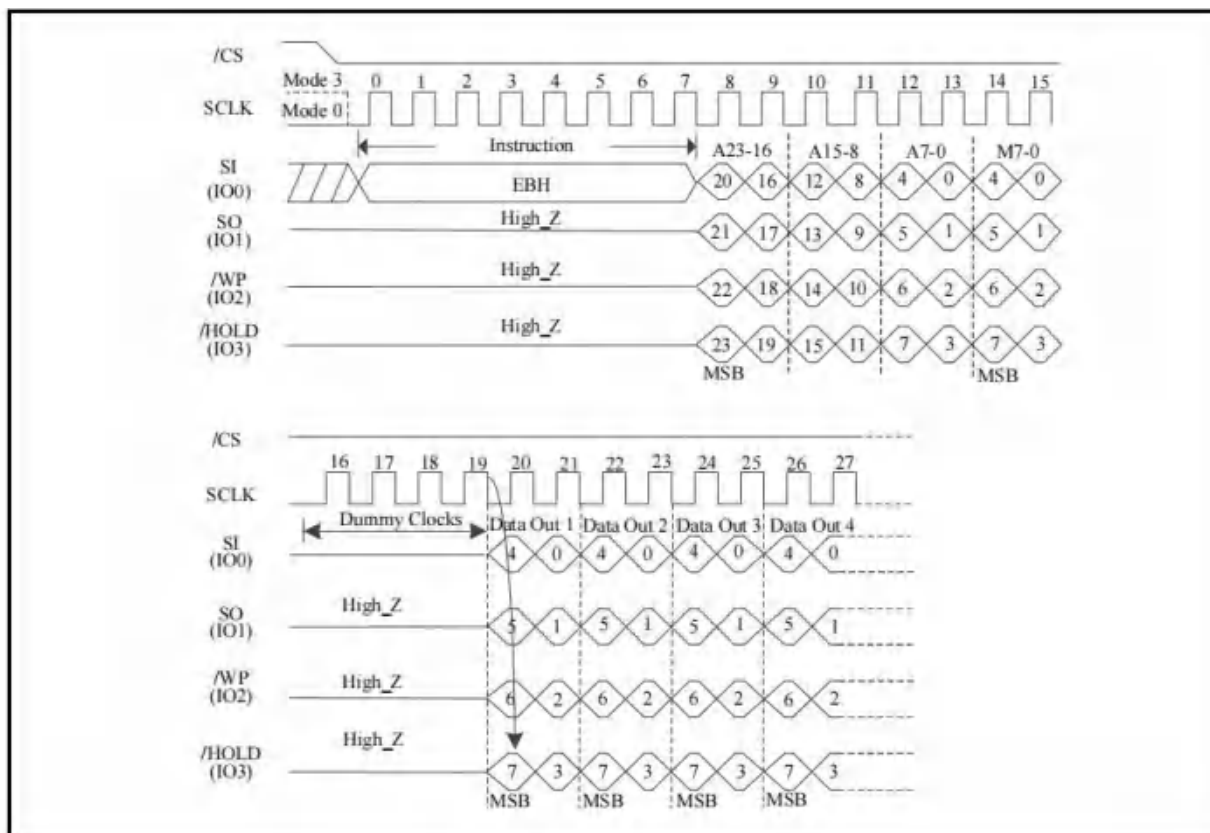 /CS
Mode 3 0 1 2 3 4 5 6 7 8 9 10 11 12 13 14 15
SCLK Mode 0
Instruction A23-16 A15-8 A7-0 M7-0
SI
(IO0) EBH 20 16 12 8 4 0 4 0
SO High_Z
(IO1) 21 17 13 9 5 1 5 1
/WP High_Z
(IO2) 22 18 14 10 6 2 6 2
/HOLD High_Z
(IO3) 23 19 15 11 7 3 7 3
MSB MSB
/CS
16 17 18 19 20 21 22 23 24 25 26 27
SCLK
Dummy Clocks Data Out 1 Data Out 2 Data Out 3 Data Out 4
SI
(IO0) 4 0 4 0 4 0 4 0
SO High_Z
(IO1) 5 1 5 1 5 1 5 1
/WP High_Z
(IO2) 6 2 6 2 6 2 6 2
/HOLD High_Z
(IO3) 7 3 7 3 7 3 7 3
MSB MSB MSB MSB